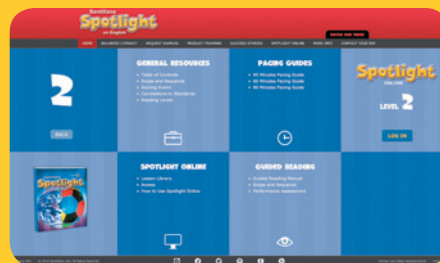 Santillana
Spotlight
on English
HOME BALANCED LITERACY REQUEST SAMPLES PRODUCT TRAINING SUCCESS STORIES SPOTLIGHT ONLINE MORE INFO CONTACT YOUR REP
2
BACK
GENERAL RESOURCES
Table of Contents
Scope and Sequence
Scoring Rubric
Correlations to Standards
Reading Levels
PACING GUIDES
45 Minutes Pacing Guide
60 Minutes Pacing Guide
90 Minutes Pacing Guide
Spotlight
ONLINE
LEVEL 2
LOG IN
Spotlight
SPOTLIGHT ONLINE
Lesson Library
Assess
How to Use Spotlight Online
GUIDED READING
Guided Reading Manual
Scope and Sequence
Performance Assessment